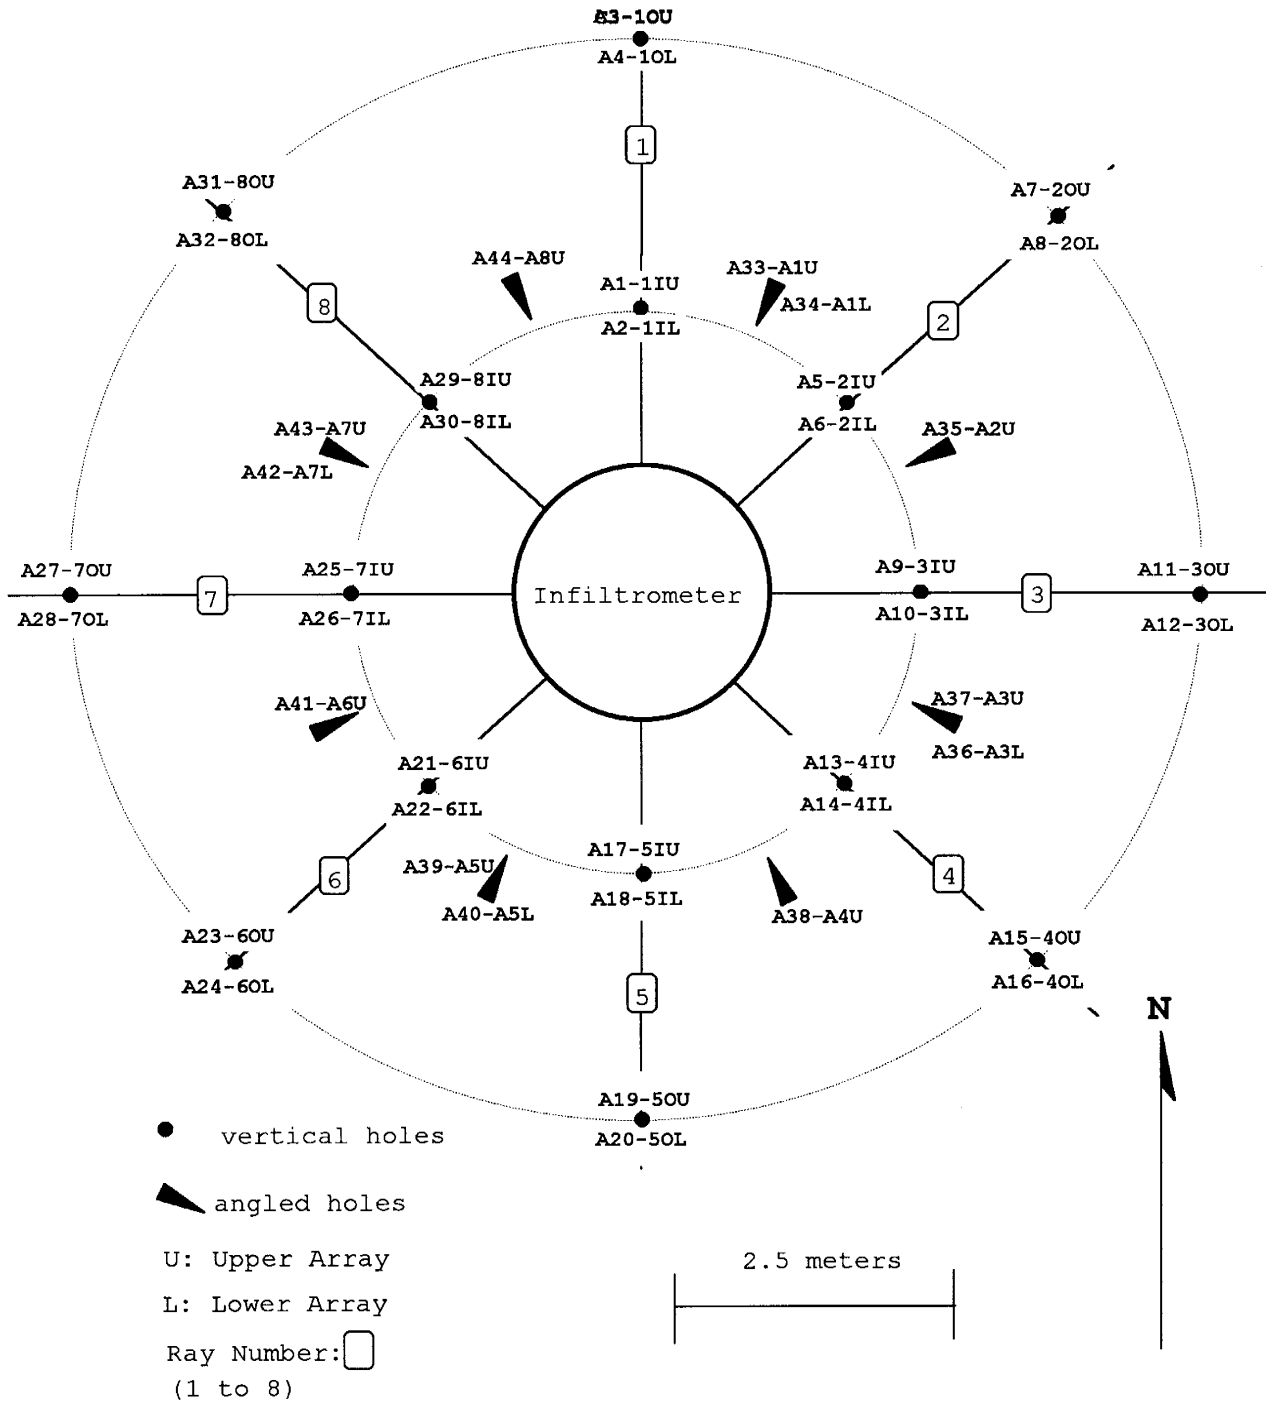 A3-1OU
A4-1OL
1
A31-8OU
A7-2OU
A32-8OL
A8-2OL
A44-A8U
A33-A1U
A1-1IU
A34-A1L
8
2
A2-1IL
A29-8IU
A5-2IU
A30-8IL
A6-2IL
A43-A7U
A35-A2U
A42-A7L
A27-7OU
A25-7IU
A9-3IU
A11-3OU
7
Infiltrometer
3
A28-7OL
A26-7IL
A10-3IL
A12-3OL
A41-A6U
A37-A3U
A36-A3L
A21-6IU
A13-4IU
A22-6IL
A14-4IL
A17-5IU
A39-A5U
6
4
A18-5IL
A40-A5L
A38-A4U
A23-6OU
A15-4OU
A24-6OL
A16-4OL
5
N
A19-5OU
A20-5OL
vertical holes
angled holes
U: Upper Array
2.5 meters
L: Lower Array
Ray Number:
(1 to 8)